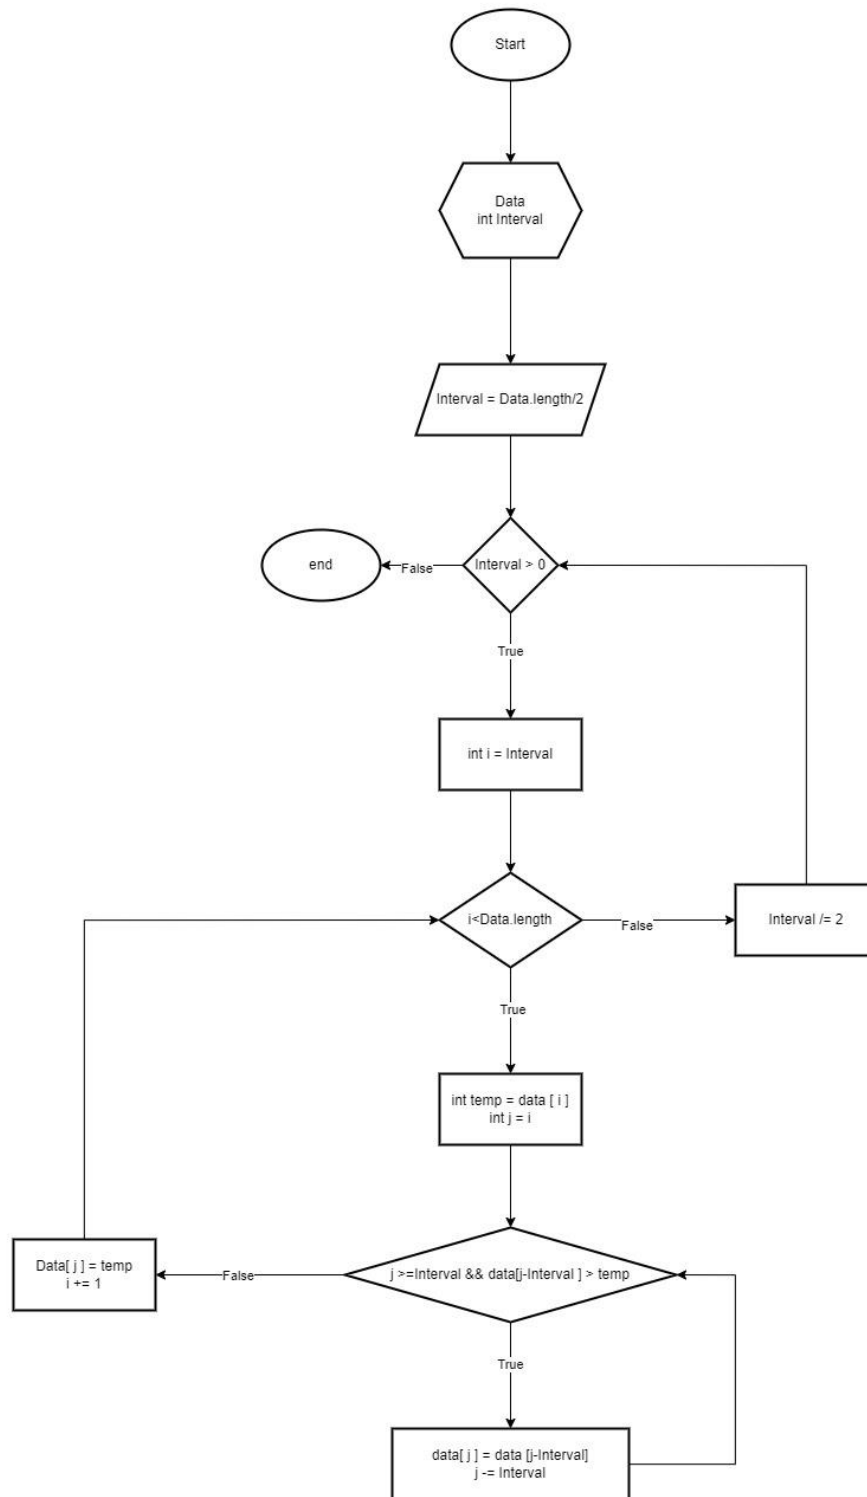 Start
Data
int Interval
Interval = Data.length/2
Interval > 0
False
end
True
int i = Interval
i<Data.length
False
Interval /= 2
True
int temp = data [ i ]
int j = i
j >=Interval && data[j-Interval ] > temp
False
Data[ j ] = temp
i += 1
True
data[ j ] = data [j-Interval]
j -= Interval